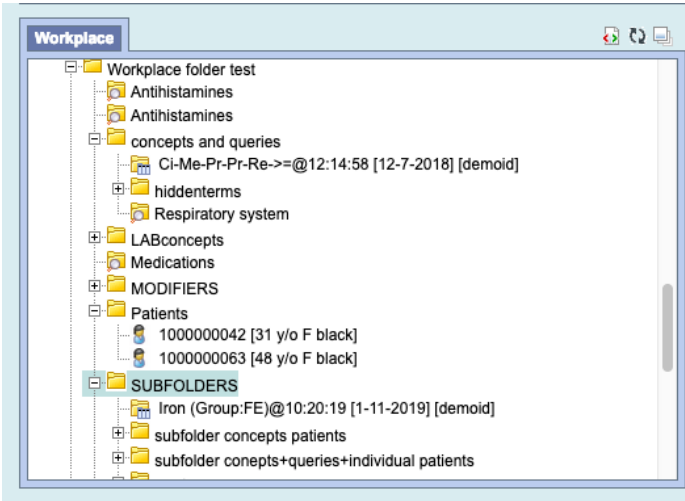 Workplace
Workplace folder test
Antihistamines
Antihistamines
concepts and queries
Ci-Me-Pr-Pr-Re->=@12:14:58 [12-7-2018] [demoid]
hiddenterms
Respiratory system
LABconcepts
Medications
MODIFIERS
Patients
1000000042 [31 y/o F black]
1000000063 [48 y/o F black]
SUBFOLDERS
Iron (Group:FE)@10:20:19 [1-11-2019] [demoid]
subfolder concepts patients
subfolder conepts+queries+individual patients